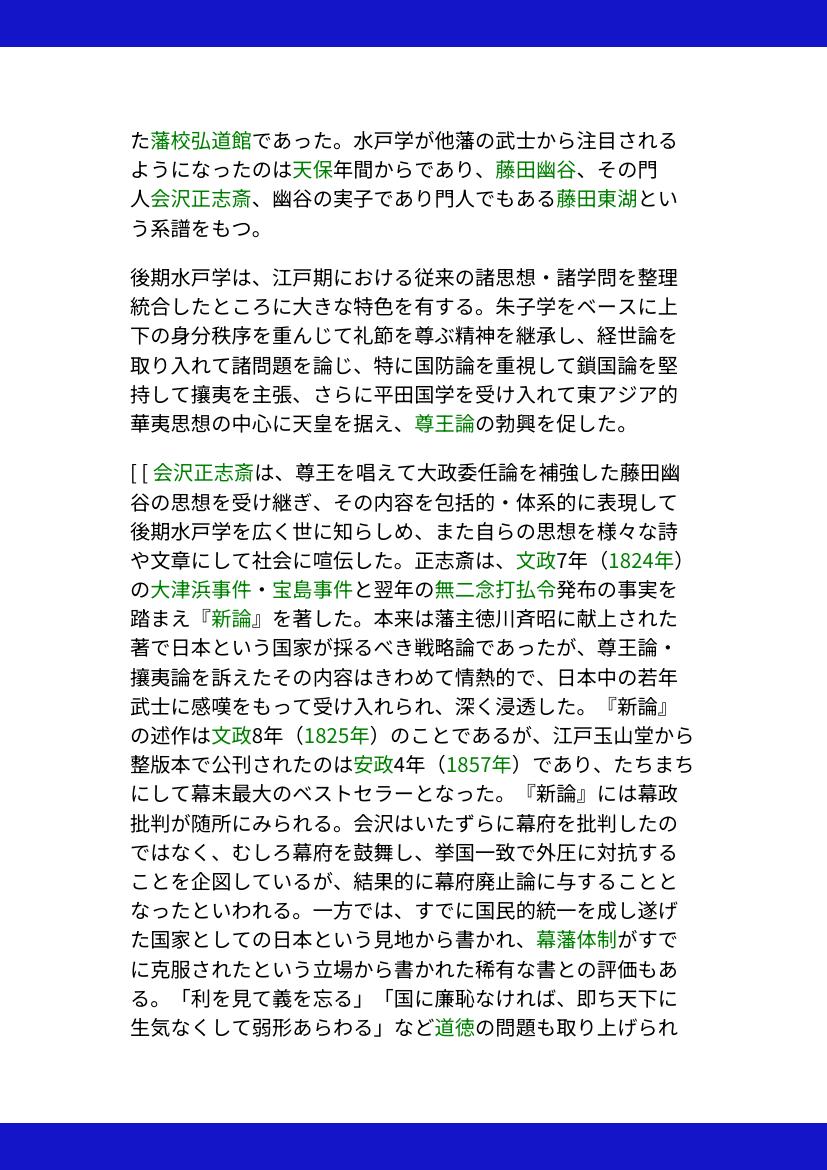 た藩校弘道館であった。水戸学が他藩の武士から注目される
ようになったのは天保年間からであり、藤田幽谷、その門
人会沢正志斎、幽谷の実子であり門人でもある藤田東湖とい
う系譜をもつ。
後期水戸学は、江戸期における従来の諸思想・諸学問を整理
統合したところに大きな特色を有する。朱子学をベースに上
下の身分秩序を重んじて礼節を尊ぶ精神を継承し、経世論を
取り入れて諸問題を論じ、特に国防論を重視して鎖国論を堅
持して攘夷を主張、さらに平田国学を受け入れて東アジア的
華夷思想の中心に天皇を据え、尊王論の勃興を促した。
[ [ 会沢正志斎は、尊王を唱えて大政委任論を補強した藤田幽
谷の思想を受け継ぎ、その内容を包括的・体系的に表現して
後期水戸学を広く世に知らしめ、また自らの思想を様々な詩
や文章にして社会に喧伝した。正志斎は、文政7年（1824年）
の大津浜事件・宝島事件と翌年の無二念打払令発布の事実を
踏まえ『新論』を著した。本来は藩主徳川斉昭に献上された
著で日本という国家が採るべき戦略論であったが、尊王論・
攘夷論を訴えたその内容はきわめて情熱的で、日本中の若年
武士に感嘆をもって受け入れられ、深く浸透した。『新論』
の述作は文政8年（1825年）のことであるが、江戸玉山堂から
整版本で公刊されたのは安政4年（1857年）であり、たちまち
にして幕末最大のベストセラーとなった。『新論』には幕政
批判が随所にみられる。会沢はいたずらに幕府を批判したの
ではなく、むしろ幕府を鼓舞し、挙国一致で外圧に対抗する
ことを企図しているが、結果的に幕府廃止論に与することと
なったといわれる。一方では、すでに国民的統一を成し遂げ
た国家としての日本という見地から書かれ、幕藩体制がすで
に克服されたという立場から書かれた稀有な書との評価もあ
る。「利を見て義を忘る」「国に廉恥なければ、即ち天下に
生気なくして弱形あらわる」など道徳の問題も取り上げられ